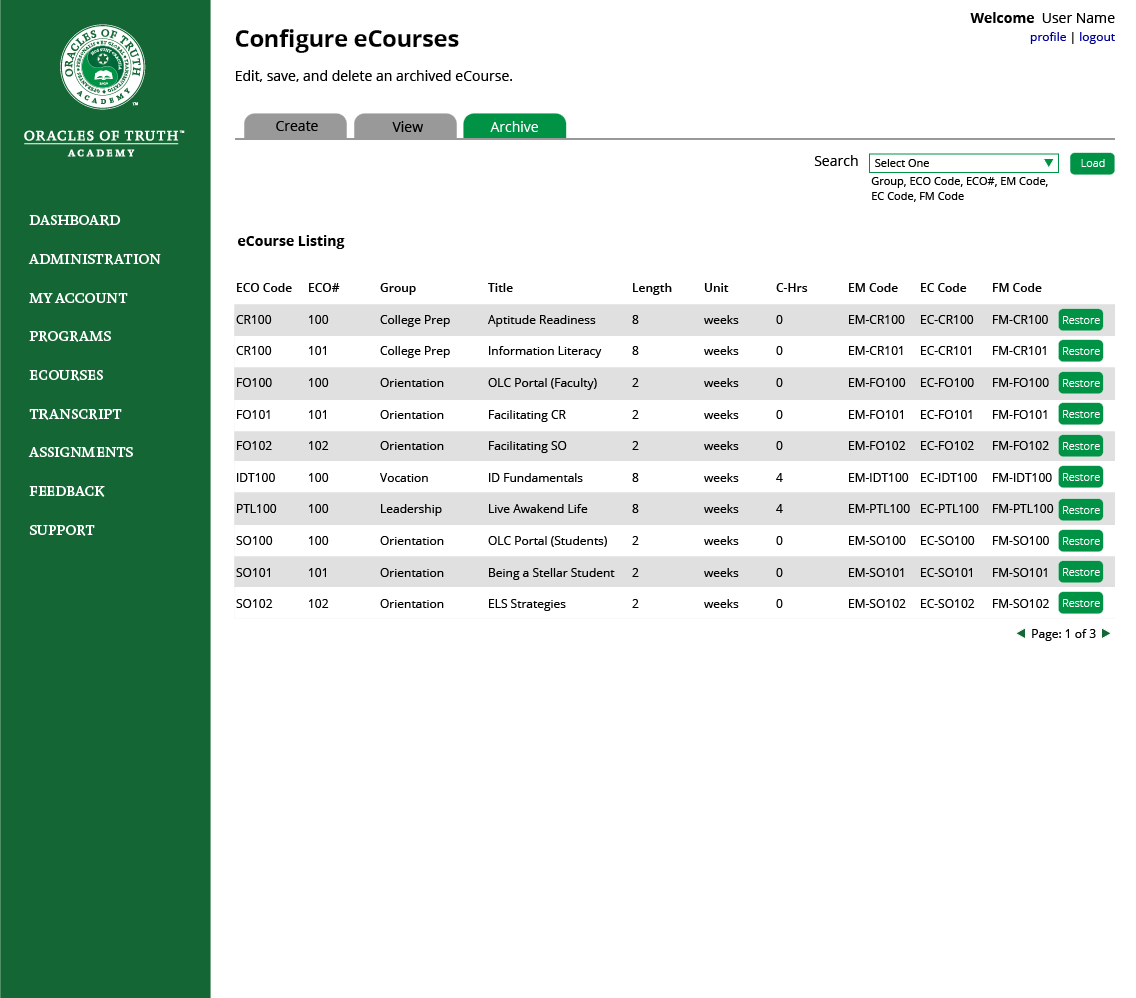 ORACLES OF TRUTH
ACADEMY
™
ORACLES OF TRUTH™
ACADEMY
DASHBOARD
ADMINISTRATION
MY ACCOUNT
PROGRAMS
ECOURSES
TRANSCRIPT
ASSIGNMENTS
FEEDBACK
SUPPORT
Welcome User Name
profile | logout
Configure eCourses
Edit, save, and delete an archived eCourse.
Create View Archive
Search Select One Load
Group, ECO Code, ECO#, EM Code,
EC Code, FM Code
eCourse Listing
ECO Code ECO# Group Title Length Unit C-Hrs EM Code EC Code FM Code
CR100 100 College Prep Aptitude Readiness 8 weeks 0 EM-CR100 EC-CR100 FM-CR100 Restore
CR100 101 College Prep Information Literacy 8 weeks 0 EM-CR101 EC-CR101 FM-CR101 Restore
FO100 100 Orientation OLC Portal (Faculty) 2 weeks 0 EM-FO100 EC-FO100 FM-FO100 Restore
FO101 101 Orientation Facilitating CR 2 weeks 0 EM-FO101 EC-FO101 FM-FO101 Restore
FO102 102 Orientation Facilitating SO 2 weeks 0 EM-FO102 EC-FO102 FM-FO102 Restore
IDT100 100 Vocation ID Fundamentals 8 weeks 4 EM-IDT100 EC-IDT100 FM-IDT100 Restore
PTL100 100 Leadership Live Awakend Life 8 weeks 4 EM-PTL100 EC-PTL100 FM-PTL100 Restore
SO100 100 Orientation OLC Portal (Students) 2 weeks 0 EM-SO100 EC-SO100 FM-SO100 Restore
SO101 101 Orientation Being a Stellar Student 2 weeks 0 EM-SO101 EC-SO101 FM-SO101 Restore
SO102 102 Orientation ELS Strategies 2 weeks 0 EM-SO102 EC-SO102 FM-SO102 Restore
Page: 1 of 3